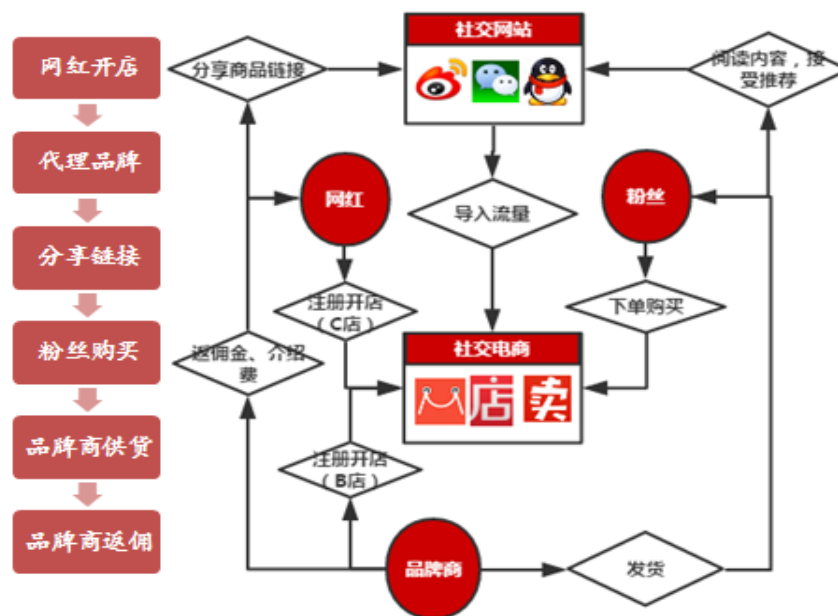 网红开店
代理品牌
分享链接
粉丝购买
品牌商供货
品牌商返佣
社交网站
分享商品链接
阅读内容，接
受推荐
网红
粉丝
导入流量
注册开店
（C店）
下单购买
返佣金、介绍
费
社交电商
店
卖
注册开店
（B店）
品牌商
发货